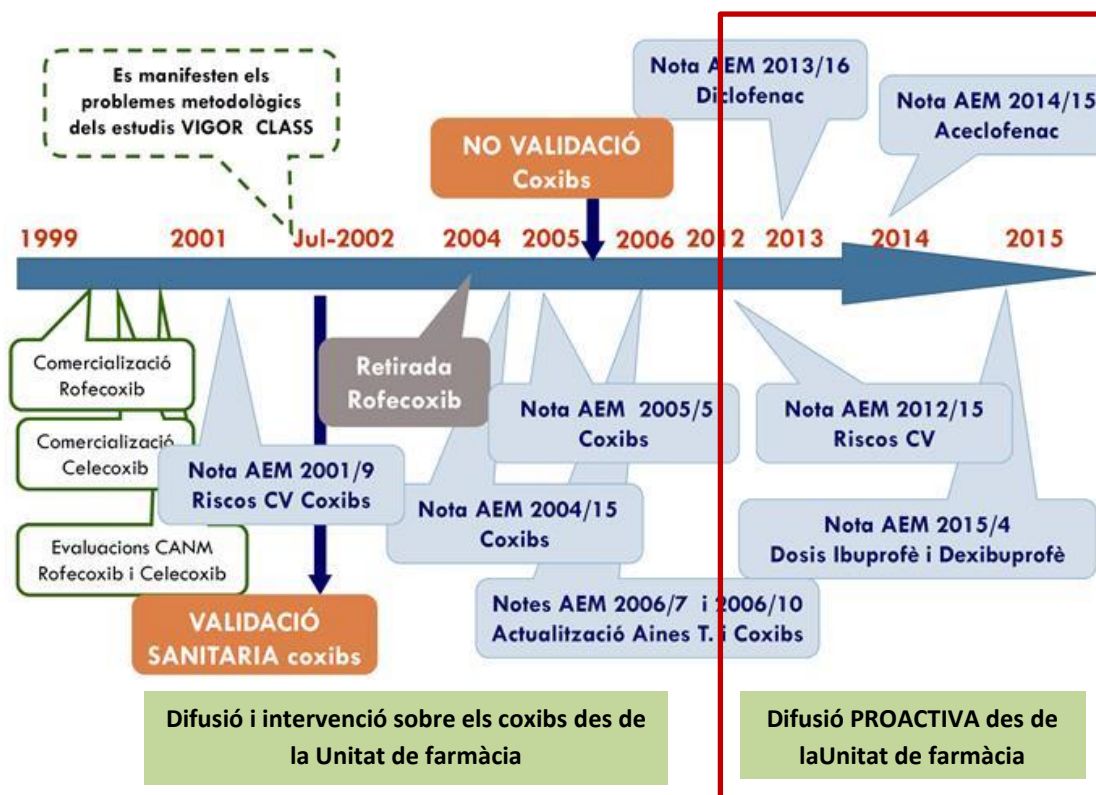 Es manifesten els
problemes metodològics
dels estudis VIGOR CLASS
NO VALIDACIÓ
Coxibs
Nota AEM 2013/16
Diclofenac
Nota AEM 2014/15
Aceclofenac
1999
2001
Jul-2002
2004
2005
2006
2012
2013
2014
2015
Comercializació
Rofecoxib
Comercializació
Celecoxib
Evaluacions CANM
Rofecoxib i Celecoxib
Nota AEM 2001/9
Riscos CV Coxibs
VALIDACIÓ
SANITARIA coxibs
Retirada
Rofecoxib
Nota AEM 2004/15
Coxibs
Nota AEM 2005/5
Coxibs
Notes AEM 2006/7 i 2006/10
Actualització Aines T. i Coxibs
Nota AEM 2012/15
Riscos CV
Nota AEM 2015/4
Dosis Ibuprofè i Dexibuprofè
Difusió i intervenció sobre els coxibs des de
la Unitat de farmàcia
Difusió PROACTIVA des de
laUnitat de farmàcia